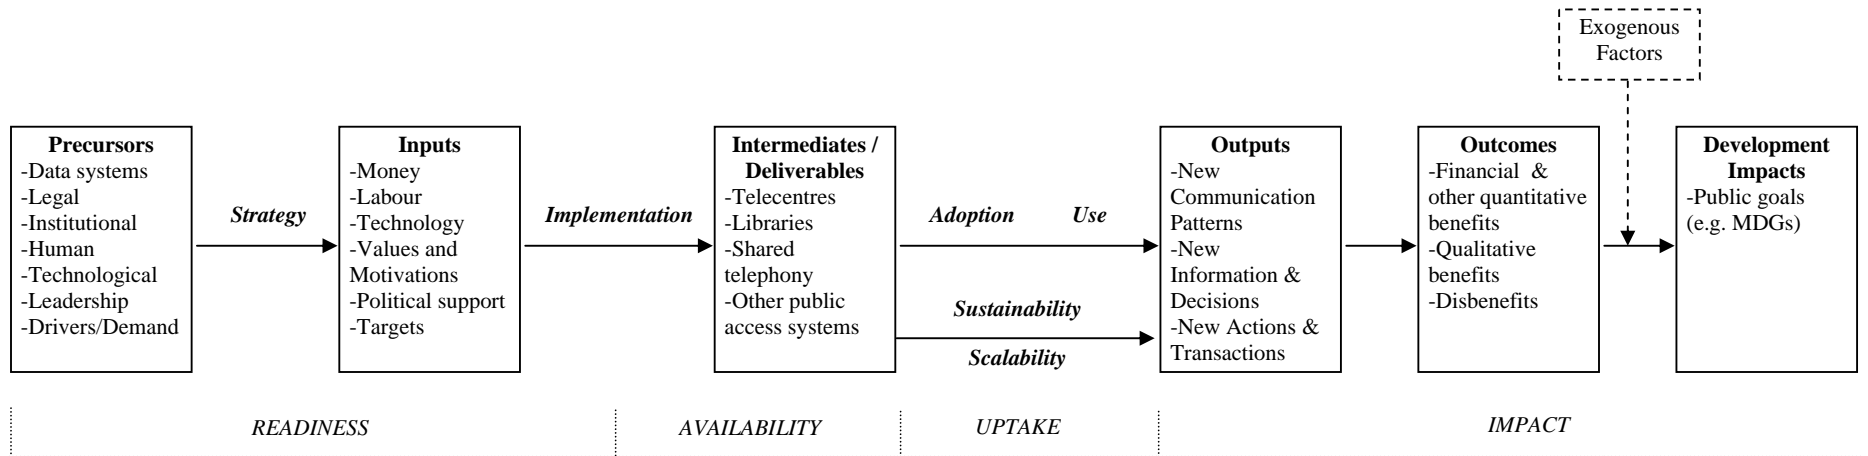 Exogenous
Factors
Precursors
-Data systems
-Legal
-Institutional
-Human
-Technological
-Leadership
-Drivers/Demand
Strategy
Inputs
-Money
-Labour
-Technology
-Values and
Motivations
-Political support
-Targets
Implementation
Intermediates /
Deliverables
-Telecentres
-Libraries
-Shared
telephony
-Other public
access systems
Adoption Use
Sustainability
Scalability
Outputs
-New
Communication
Patterns
-New
Information &
Decisions
-New Actions &
Transactions
Outcomes
-Financial &
other quantitative
benefits
-Qualitative
benefits
-Disbenefits
Development
Impacts
-Public goals
(e.g. MDGs)
READINESS
AVAILABILITY
UPTAKE
IMPACT